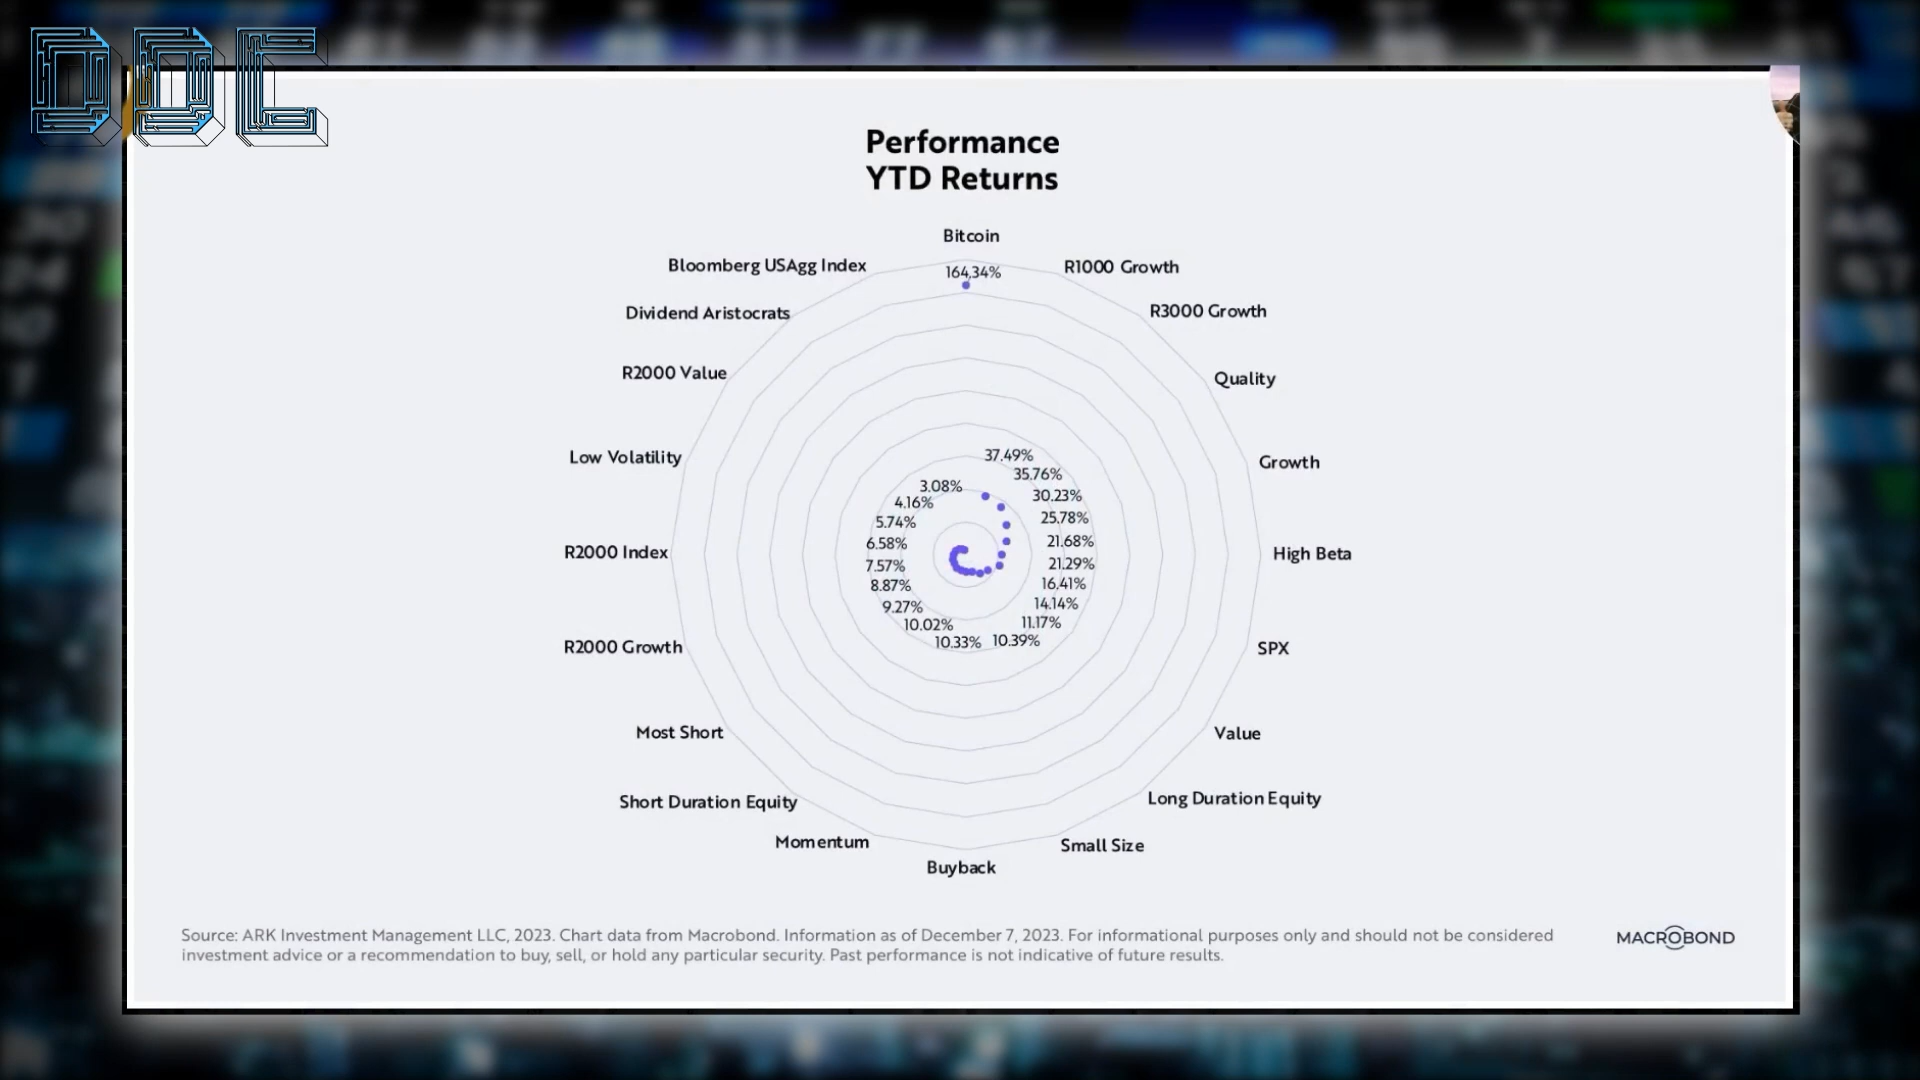 DDC
Performance
YTD Returns
Bitcoin
Bloomberg USAgg Index
164.34%
R1000 Growth
Dividend Aristocrats
R3000 Growth
R2000 Value
Quality
Low Volatility
37.49%
Growth
35.76%
3.08%
30.23%
4.16%
25.78%
5.74%
21.68%
6.58%
R2000 Index
High Beta
21.29%
7.57%
16.41%
8.87%
14.14%
9.27%
11.17%
10.02%
10.33%
10.39%
R2000 Growth
SPX
Most Short
Value
Short Duration Equity
Long Duration Equity
Momentum
Small Size
Buyback
Source: ARK Investment Management LLC, 2023. Chart data from Macrobond. Information as of December 7, 2023. For informational purposes only and should not be considered
investment advice or a recommendation to buy, sell, or hold any particular security. Past performance is not indicative of future results.
MACROBOND